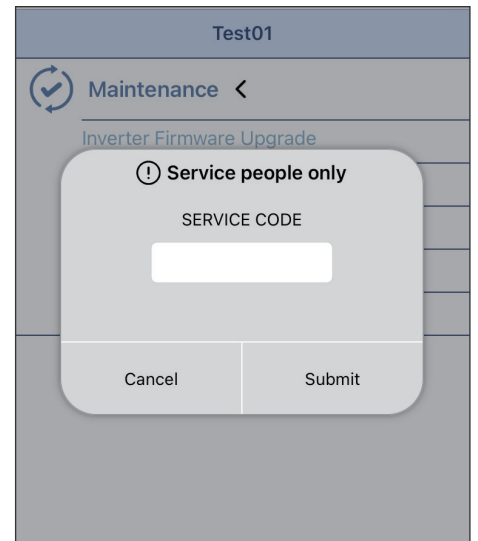 Test01
Maintenance
Inverter Firmware Upgrade
Service people only
SERVICE CODE
Cancel
Submit